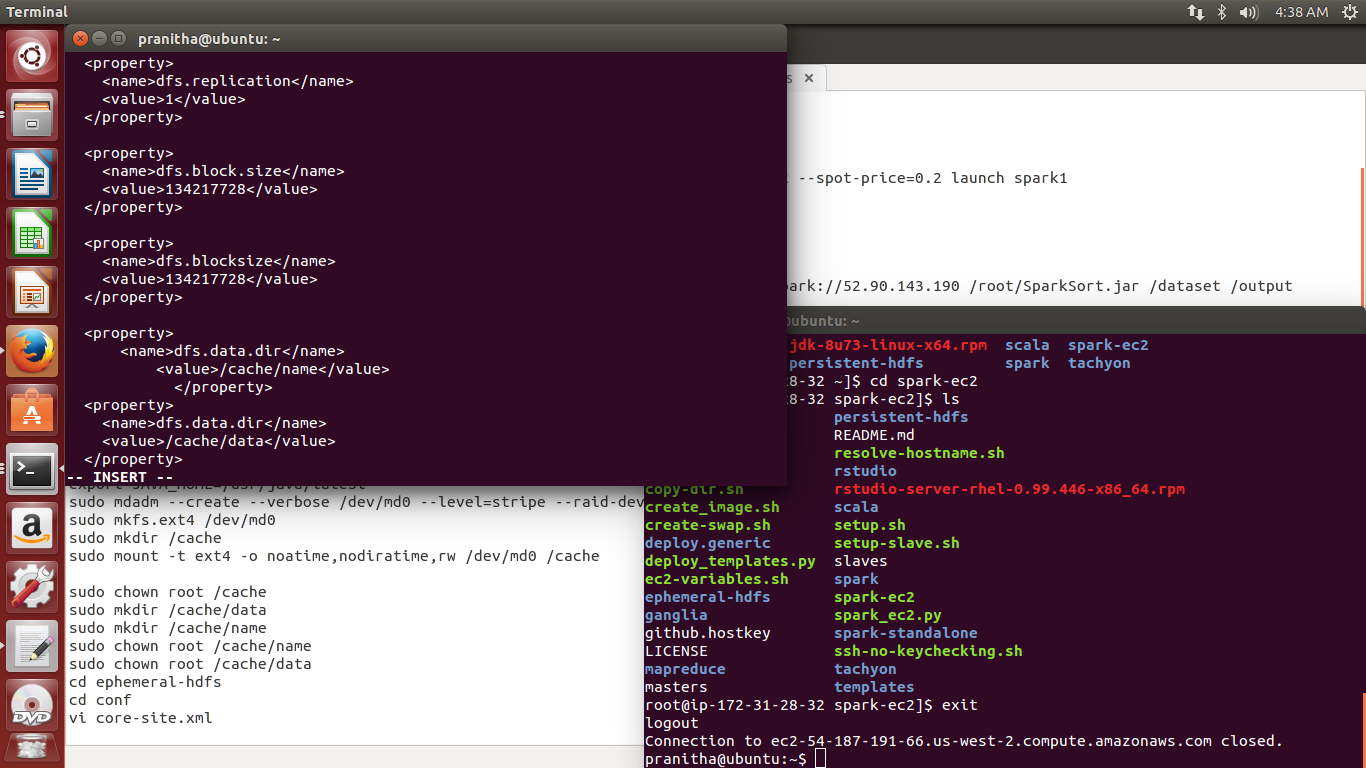 Terminal
4:38 AM
pranitha@ubuntu: ~
<property>
<name>dfs.replication</name>
<value>1</value>
</property>
<property>
<name>dfs.block.size</name>
<value>134217728</value>
</property>
<property>
<name>dfs.blocksize</name>
<value>134217728</value>
</property>
<property>
<name>dfs.data.dir</name>
<value>/cache/name</value>
</property>
<property>
<name>dfs.data.dir</name>
<value>/cache/data</value>
</property>
-- INSERT --
s
--spot-price=0.2 launch spark1
ark://52.90.143.190 /root/SparkSort.jar /dataset /output
sudo mdadm --create --verbose /dev/md0 --level=stripe --raid-dev
sudo mkfs.ext4 /dev/md0
sudo mkdir /cache
sudo mount -t ext4 -o noatime,nodiratime,rw /dev/md0 /cache
sudo chown root /cache
sudo mkdir /cache/data
sudo mkdir /cache/name
sudo chown root /cache/name
sudo chown root /cache/data
cd ephemeral-hdfs
cd conf
vi core-site.xml
ubuntu: ~
jdk-8u73-linux-x64.rpm scala spark-ec2
persistent-hdfs spark tachyon
28-32 ~]$ cd spark-ec2
28-32 spark-ec2]$ ls
persistent-hdfs
README.md
resolve-hostname.sh
rstudio
copy-dir.sh rstudio-server-rhel-0.99.446-x86_64.rpm
create_image.sh scala
create-swap.sh setup.sh
deploy.generic setup-slave.sh
deploy_templates.py slaves
ec2-variables.sh spark
ephemeral-hdfs spark-ec2
ganglia spark_ec2.py
github.hostkey spark-standalone
LICENSE ssh-no-keychecking.sh
mapreduce tachyon
masters templates
root@ip-172-31-28-32 spark-ec2]$ exit
logout
Connection to ec2-54-187-191-66.us-west-2.compute.amazonaws.com closed.
pranitha@ubuntu:~$